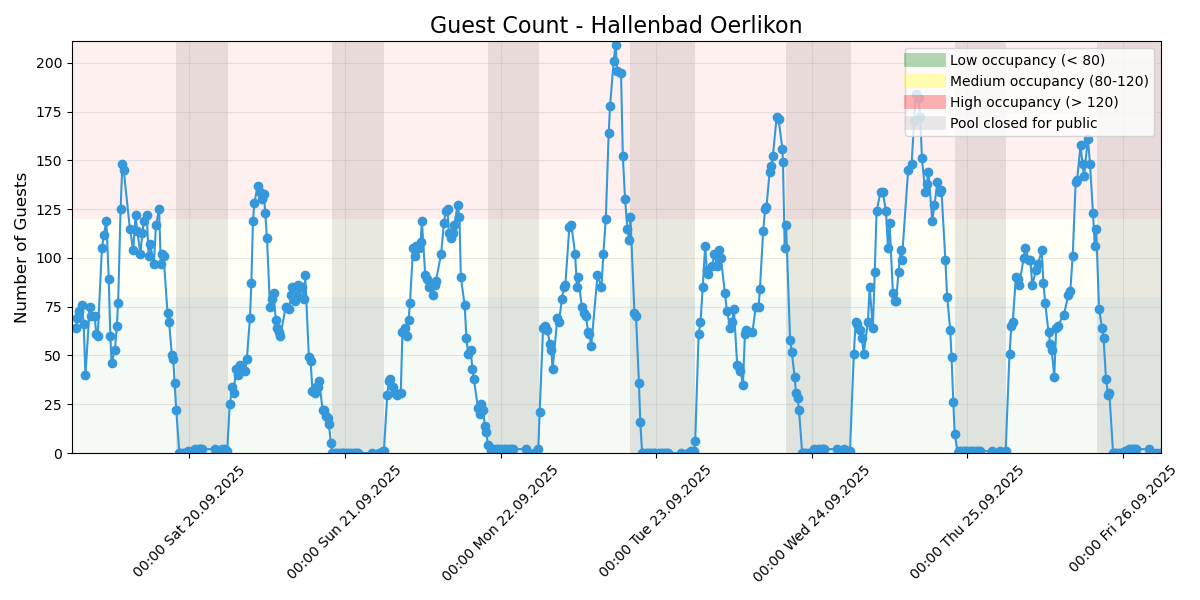 Guest Count - Hallenbad Oerlikon
Number of Guests
200
175
150
125
100
75
50
25
0
Low occupancy (< 80)
Medium occupancy (80-120)
High occupancy (> 120)
Pool closed for public
00:00 Sat 20.09.2025
00:00 Sun 21.09.2025
00:00 Mon 22.09.2025
00:00 Tue 23.09.2025
00:00 Wed 24.09.2025
00:00 Thu 25.09.2025
00:00 Fri 26.09.2025